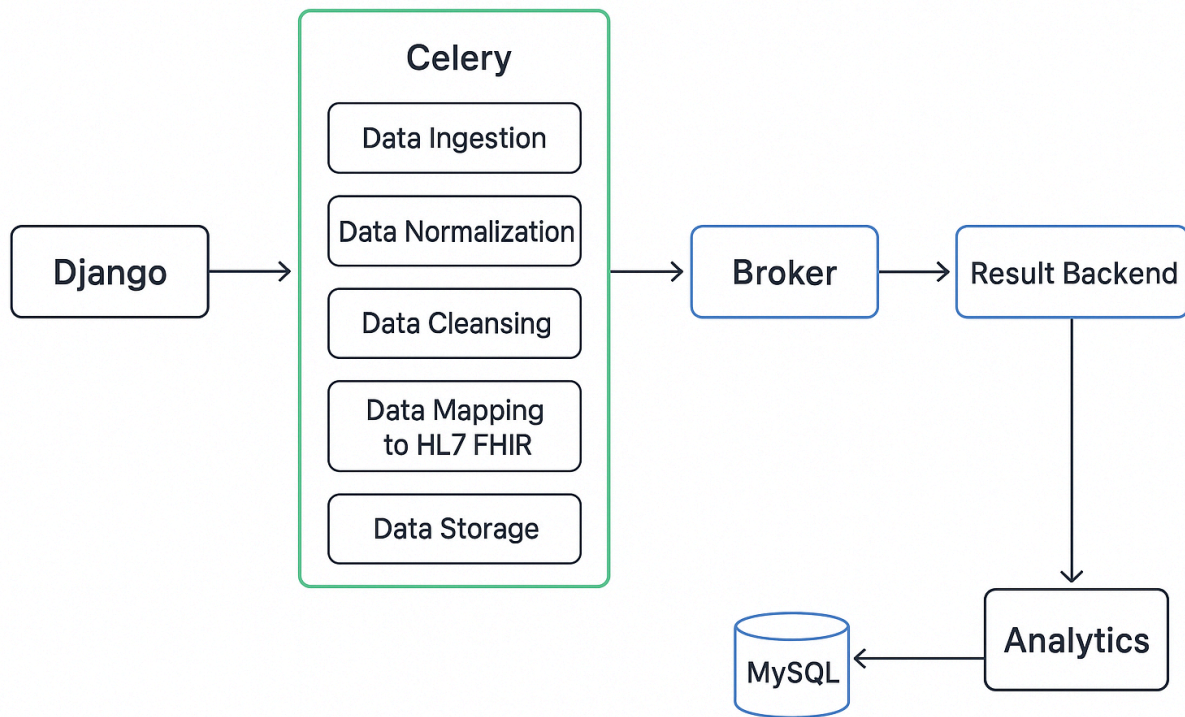 Celery
Data Ingestion
Data Normalization
Data Cleansing
Data Mapping
to HL7 FHIR
Data Storage
Django
Broker
Result Backend
Analytics
MySQL